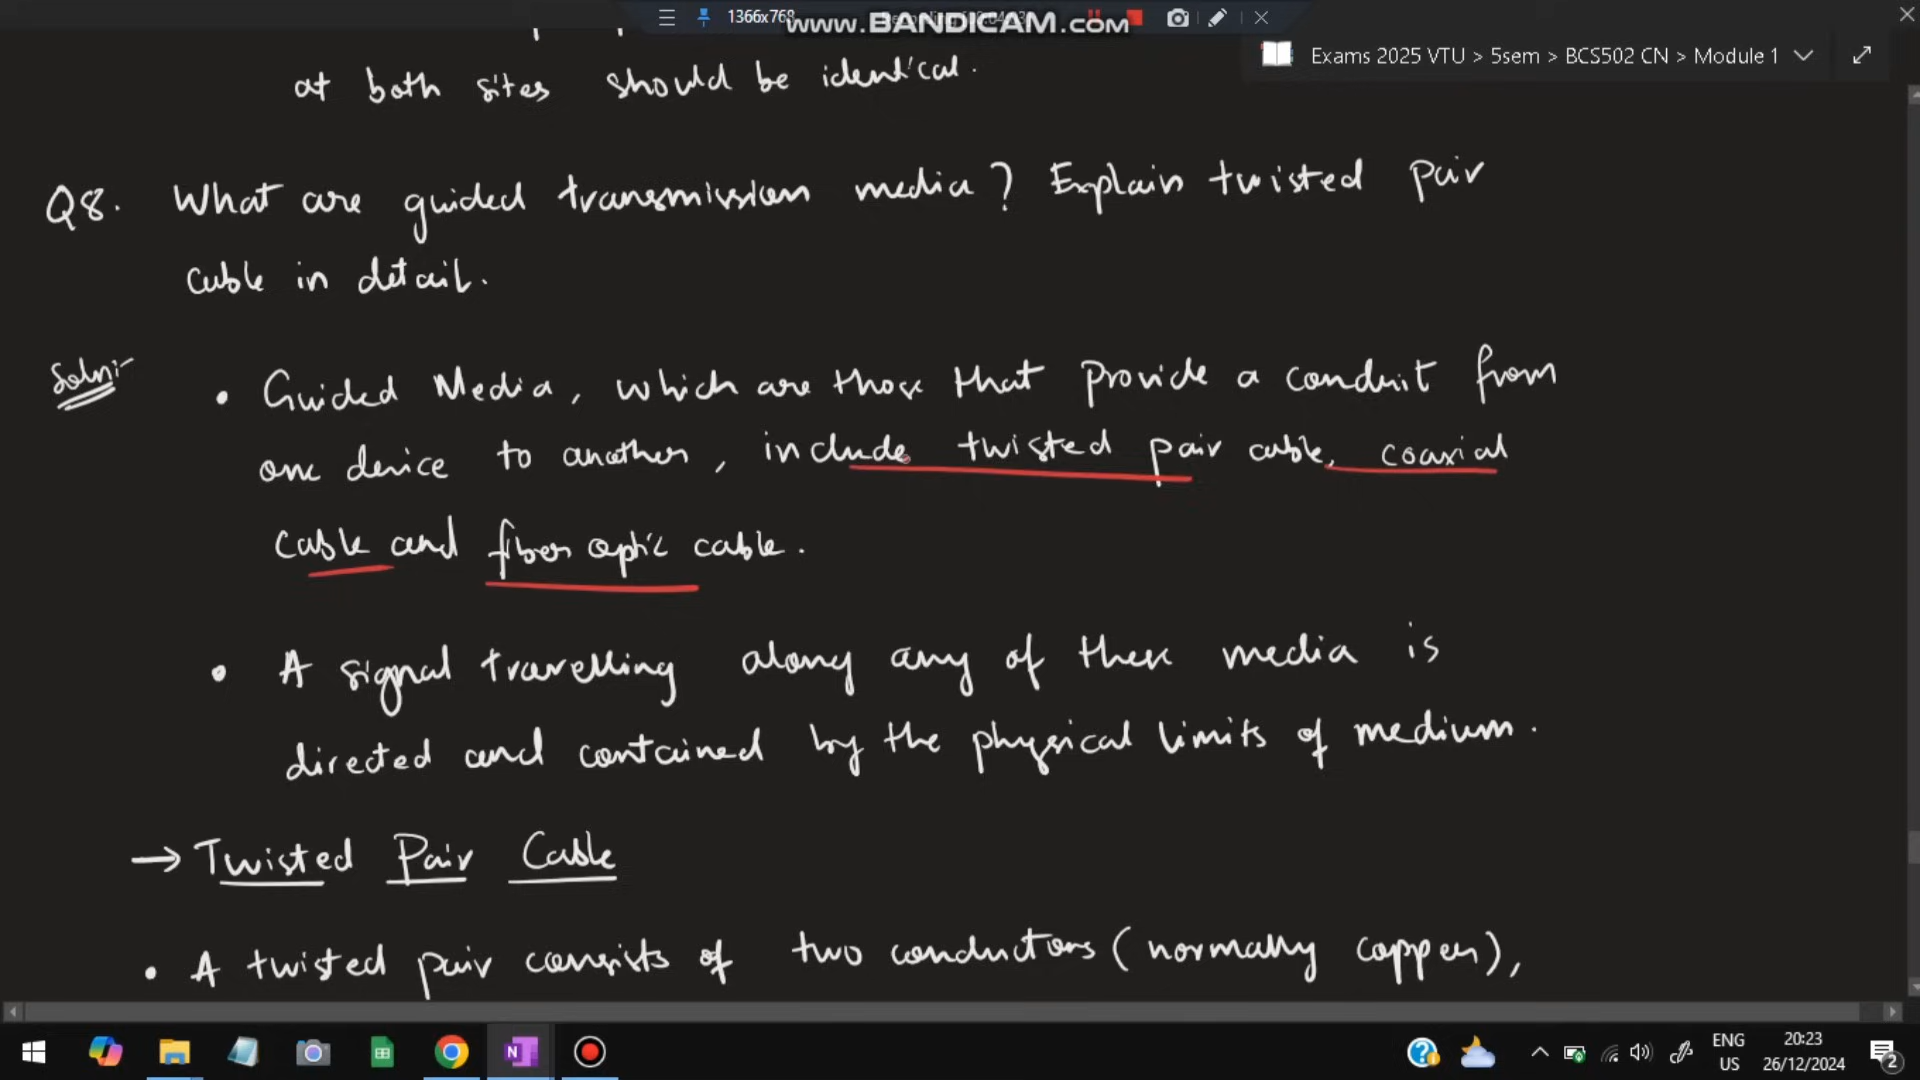 1366x768
www.BANDICAM.com
Exams 2025 VTU > 5sem > BCS502 CN > Module 1
at both sites should be identical.
Q8. What are guided transmission media? Explain twisted pair
cable in detail.
Soln:-
• Guided Media, which are those that provide a conduit from
one device to another, include twisted pair cable, coaxial
cable and fiber optic cable.
• A signal travelling along any of these media is
directed and contained by the physical limits of medium.
→ Twisted Pair Cable
• A twisted pair consists of two conductors (normally copper),
ENG
US
20:23
26/12/2024
2